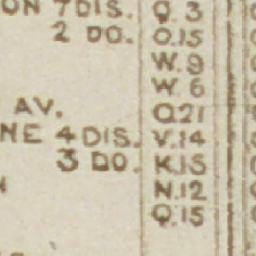 ON 7 DIS. Q. 3
2 DO. O.15
W. 9
W. 6
AV. Q.21
NE 4 DIS. V.14
3 DO. K.15
N.12
Q.15